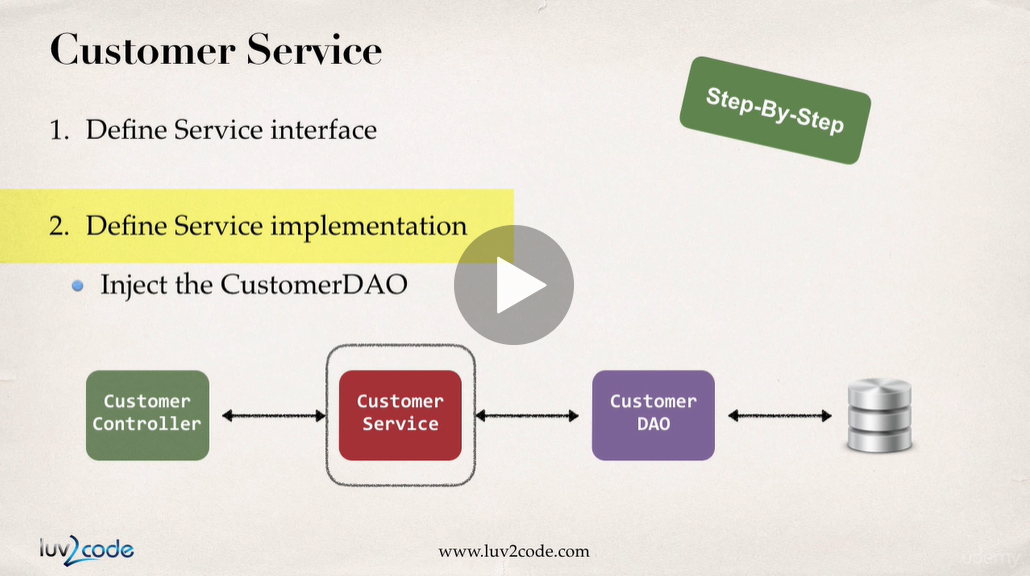 Customer Service
Step-By-Step
1. Define Service interface
2. Define Service implementation
Inject the CustomerDAO
Customer
Controller
Customer
Service
Customer
DAO
luv2code
www.luv2code.com
udemy